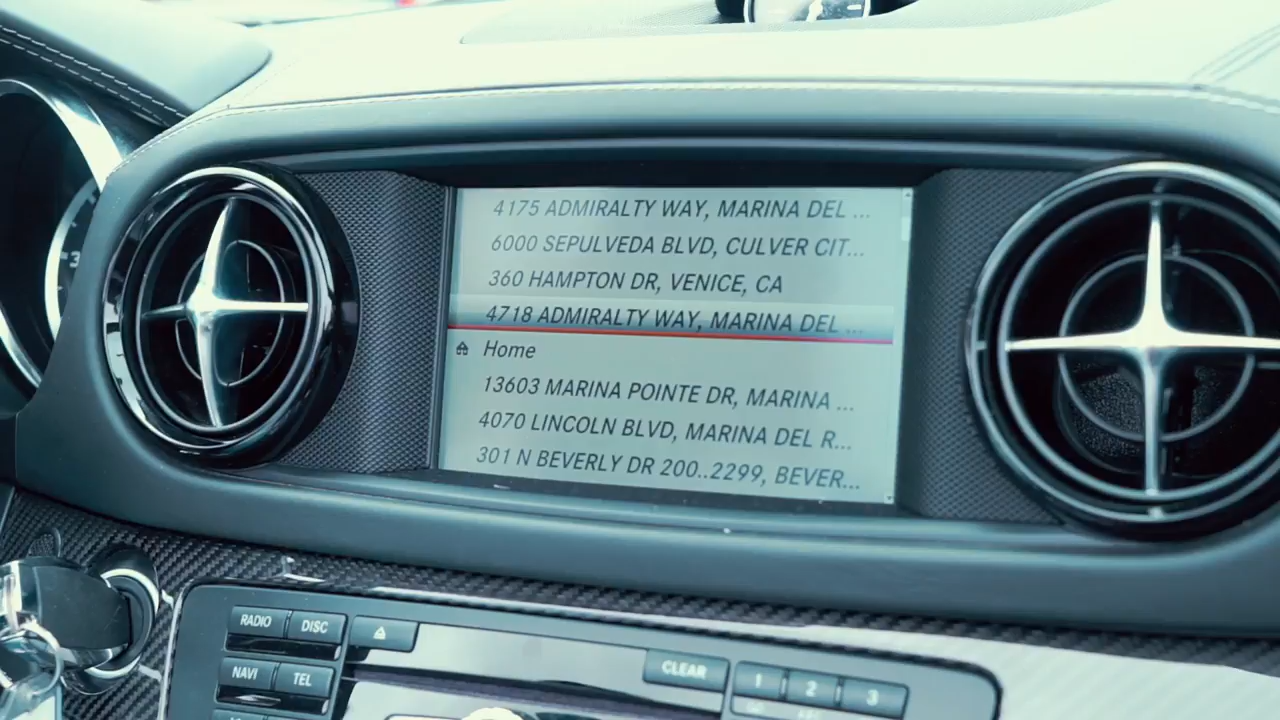 4175 ADMIRALTY WAY, MARINA DEL ...
6000 SEPULVEDA BLVD, CULVER CIT...
360 HAMPTON DR, VENICE, CA
4718 ADMIRALTY WAY, MARINA DEL ...
Home
13603 MARINA POINTE DR, MARINA ...
4070 LINCOLN BLVD, MARINA DEL R...
301 N BEVERLY DR 200..2299, BEVER...
RADIO DISC
CLEAR 1 2 3
NAVI TEL